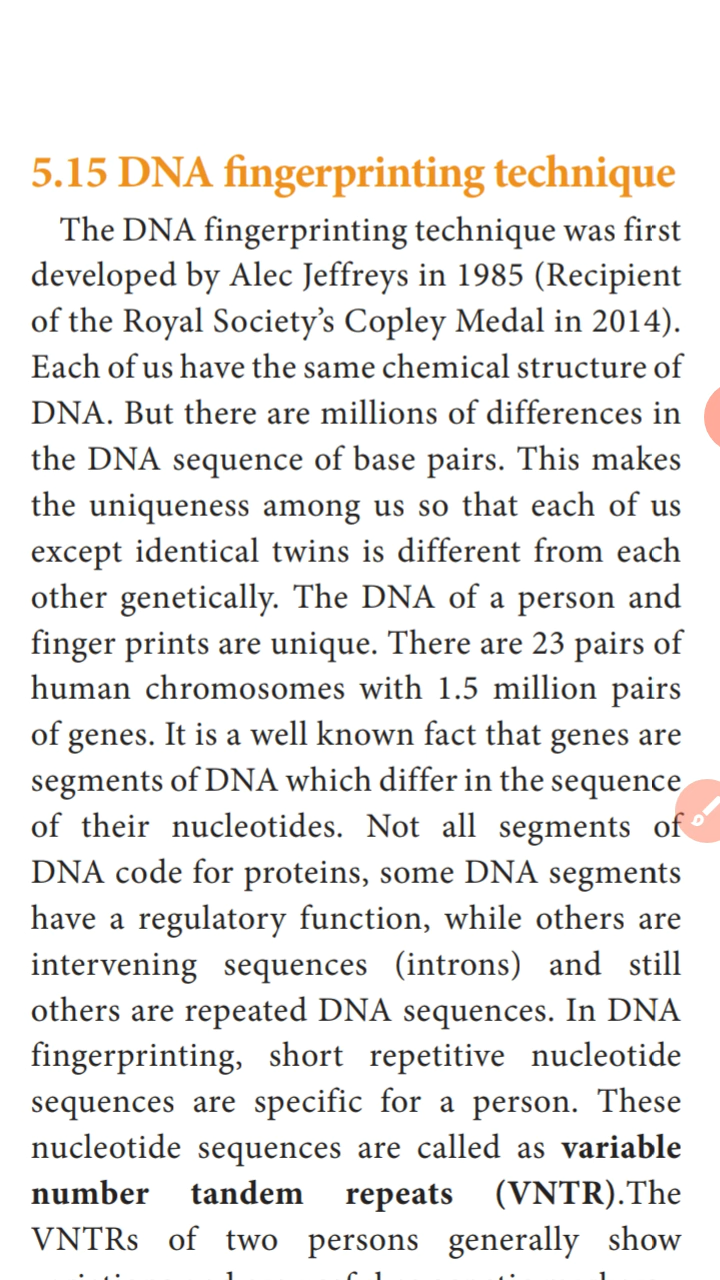 5.15 DNA fingerprinting technique
The DNA fingerprinting technique was first
developed by Alec Jeffreys in 1985 (Recipient
of the Royal Society’s Copley Medal in 2014).
Each of us have the same chemical structure of
DNA. But there are millions of differences in
the DNA sequence of base pairs. This makes
the uniqueness among us so that each of us
except identical twins is different from each
other genetically. The DNA of a person and
finger prints are unique. There are 23 pairs of
human chromosomes with 1.5 million pairs
of genes. It is a well known fact that genes are
segments of DNA which differ in the sequence
of their nucleotides. Not all segments of
DNA code for proteins, some DNA segments
have a regulatory function, while others are
intervening sequences (introns) and still
others are repeated DNA sequences. In DNA
fingerprinting, short repetitive nucleotide
sequences are specific for a person. These
nucleotide sequences are called as variable
number tandem repeats (VNTR).The
VNTRs of two persons generally show